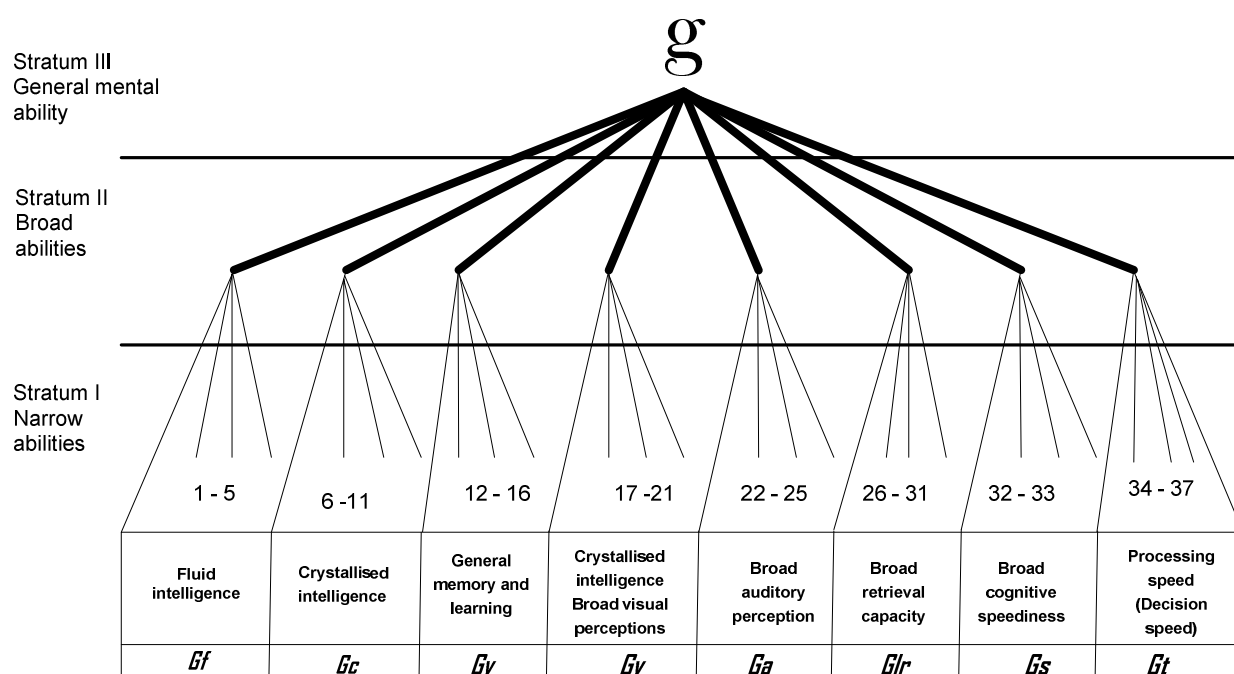 g
Stratum III
General mental
ability
Stratum II
Broad
abilities
Stratum I
Narrow
abilities
1 - 5
6 -11
12 - 16
17 -21
22 - 25
26 - 31
32 - 33
34 - 37
Fluid
intelligence
Crystallised
intelligence
General
memory and
learning
Crystallised
intelligence
Broad visual
perceptions
Broad
auditory
perception
Broad
retrieval
capacity
Broad
cognitive
speediness
Processing
speed
(Decision
speed)
Gf
Gc
Gv
Gv
Ga
Glr
Gs
Gt